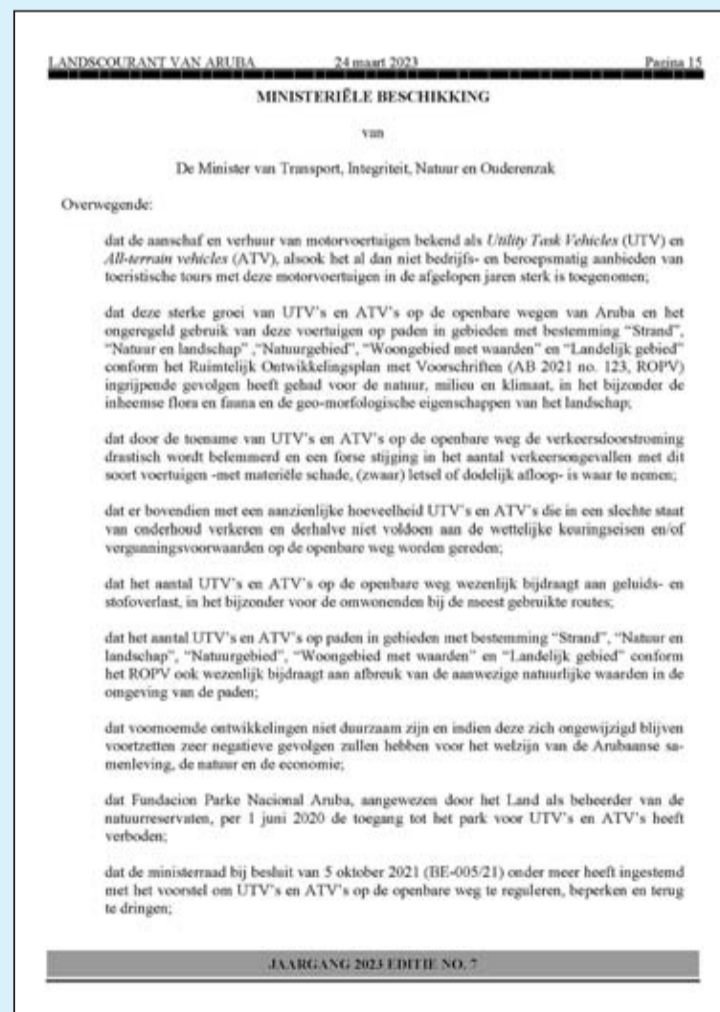 LANDSCOURANT VAN ARUBA 24 maart 2023 Pagina 15
MINISTERIËLE BESCHIKKING
van
De Minister van Transport, Integriteit, Natuur en Ouderenzak
Overwegende:
dat de aanschaf en verhuur van motorvoertuigen bekend als Utility Task Vehicles (UTV) en
All-terrain vehicles (ATV), alsook het al dan niet bedrijfs- en beroepsmatig aanbieden van
toeristische tours met deze motorvoertuigen in de afgelopen jaren sterk is toegenomen;
dat deze sterke groei van UTV's en ATV's op de openbare wegen van Aruba en het
ongeregeld gebruik van deze voertuigen op paden in gebieden met bestemming “Strand”,
“Natuur en landschap” ,“Natuurgebied”, “Woongebied met waarden” en “Landelijk gebied”
conform het Ruimtelijk Ontwikkelingsplan met Voorschriften (AB 2021 no. 123, ROPV)
ingrijpende gevolgen heeft gehad voor de natuur, milieu en klimaat, in het bijzonder de
inheemse flora en fauna en de geo-morfologische eigenschappen van het landschap;
dat door de toename van UTV's en ATV's op de openbare weg de verkeersdoorstroming
drastisch wordt belemmerd en een forse stijging in het aantal verkeersongevallen met dit
soort voertuigen -met materiële schade, (zwaar) letsel of dodelijk afloop- is waar te nemen;
dat er bovendien met een aanzienlijke hoeveelheid UTV's en ATV's die in een slechte staat
van onderhoud verkeren en derhalve niet voldoen aan de wettelijke keuringseisen en/of
vergunningsvoorwaarden op de openbare weg worden gereden;
dat het aantal UTV's en ATV's op de openbare weg wezenlijk bijdraagt aan geluids- en
stofoverlast, in het bijzonder voor de omwonenden bij de meest gebruikte routes;
dat het aantal UTV's en ATV's op paden in gebieden met bestemming “Strand”, “Natuur en
landschap”, “Natuurgebied”, “Woongebied met waarden” en “Landelijk gebied” conform
het ROPV ook wezenlijk bijdraagt aan afbreuk van de aanwezige natuurlijke waarden in de
omgeving van de paden;
dat voornoemde ontwikkelingen niet duurzaam zijn en indien deze zich ongewijzigd blijven
voortzetten zeer negatieve gevolgen zullen hebben voor het welzijn van de Arubaanse sa-
menleving, de natuur en de economie;
dat Fundacion Parke Nacional Aruba, aangewezen door het Land als beheerder van de
natuurreservaten, per 1 juni 2020 de toegang tot het park voor UTV's en ATV's heeft
verboden;
dat de ministerraad bij besluit van 5 oktober 2021 (BE-005/21) onder meer heeft ingestemd
met het voorstel om UTV's en ATV's op de openbare weg te reguleren, beperken en terug
te dringen;
JAARGANG 2023 EDITIE NO. 7